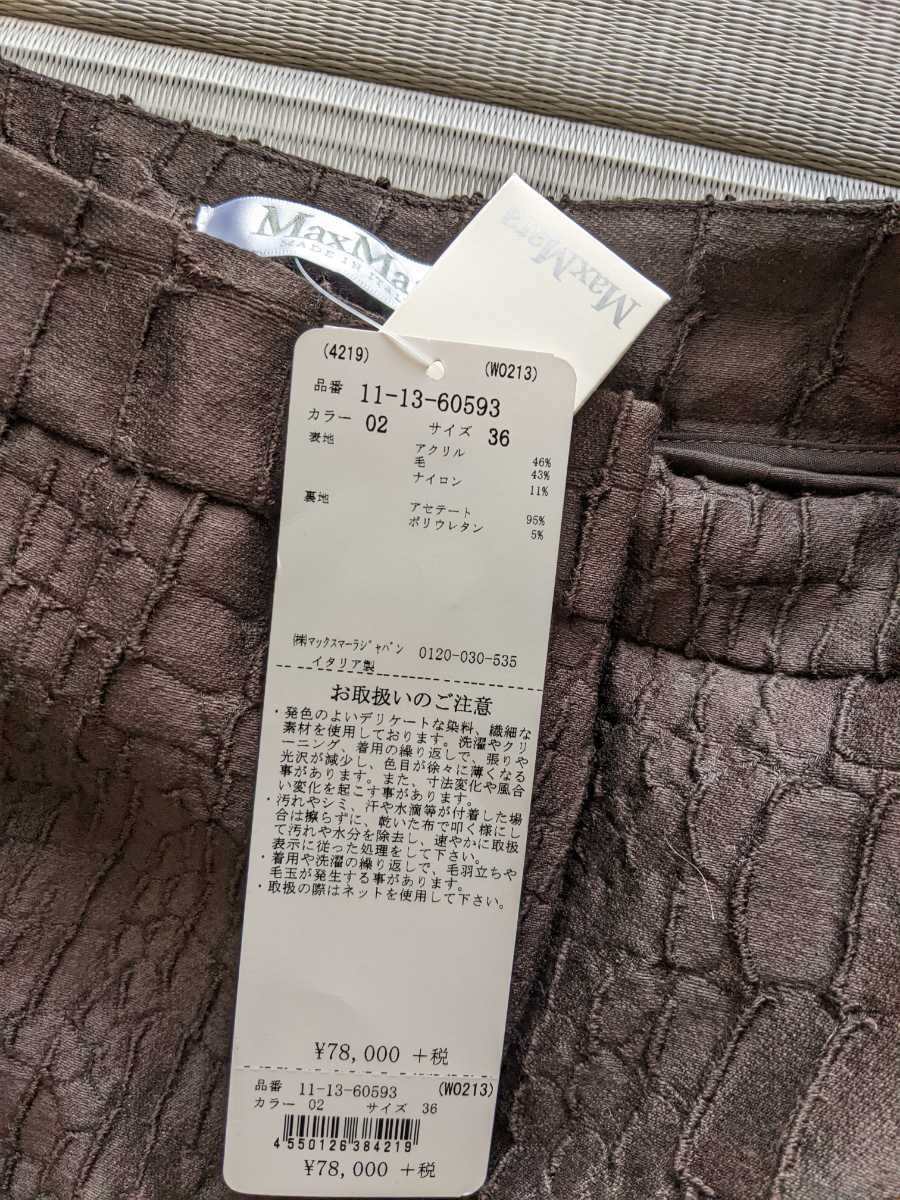 MaxMa
MADE IN ITAL
MaxMara
(4219) (W0213)
品番 11-13-60593
カラー 02 サイズ 36
表地 アクリル 46%
毛 43%
ナイロン 11%
裏地 アセテート 95%
ポリウレタン 5%
㈱マックスマーラジャパン 0120-030-535
イタリア製
お取扱いのご注意
・発色のよいデリケートな染料、繊細な
素材を使用しております。洗濯やクリ
ーニング、着用の繰り返しで、張りや
光沢が減少し、色目が徐々に薄くなる
事があります。また、寸法変化や風合
い変化を起こす事があります。
・汚れやシミ、汗や水滴等が付着した場
合は擦らずに、乾いた布で叩く様にし
て汚れや水分を除去し、速やかに取扱
表示に従った処理をして下さい。
・着用や洗濯の繰り返しで、毛羽立ちや
毛玉が発生する事があります。
・取扱の際はネットを使用して下さい。
¥78,000 +税
品番 11-13-60593 (W0213)
カラー 02 サイズ 36
4 550126 384219
¥78,000 +税